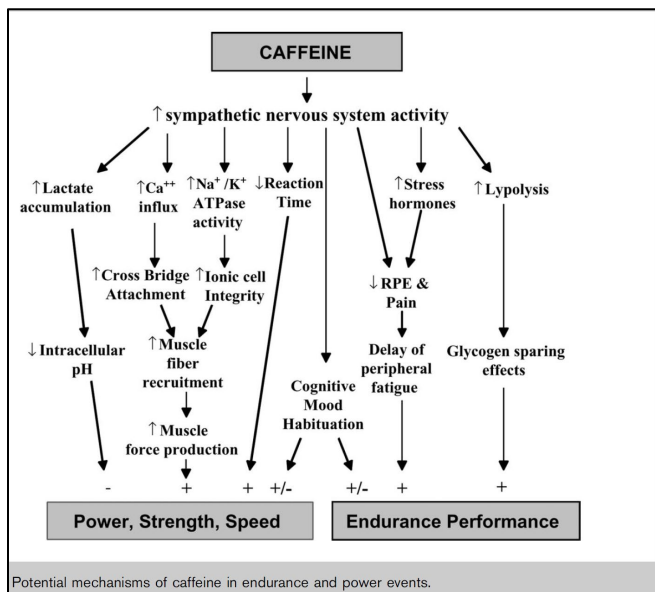 CAFFEINE
↑sympathetic nervous system activity
↑Lactate
accumulation
↑Ca⁺⁺
influx
↑Na⁺/K⁺
ATPase
activity
↓Reaction
Time
↑Stress
hormones
↑Lypolysis
↑Cross Bridge
Attachment
↑Ionic cell
Integrity
↓RPE &
Pain
↓Intracellular
pH
↑Muscle
fiber
recruitment
Delay of
peripheral
fatigue
Glycogen sparing
effects
Cognitive
Mood
Habituation
↑Muscle
force production
- + + +/- +/- + +
Power, Strength, Speed
Endurance Performance
Potential mechanisms of caffeine in endurance and power events.